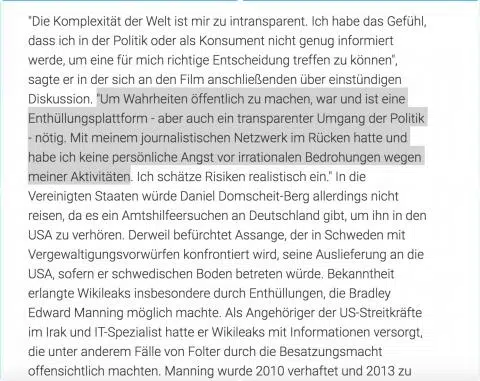 "Die Komplexität der Welt ist mir zu intransparent. Ich habe das Gefühl,
dass ich in der Politik oder als Konsument nicht genug informiert
werde, um eine für mich richtige Entscheidung treffen zu können",
sagte er in der sich an den Film anschließenden über einstündigen
Diskussion. "Um Wahrheiten öffentlich zu machen, war und ist eine
Enthüllungsplattform - aber auch ein transparenter Umgang der Politik
- nötig. Mit meinem journalistischen Netzwerk im Rücken hatte und
habe ich keine persönliche Angst vor irrationalen Bedrohungen wegen
meiner Aktivitäten. Ich schätze Risiken realistisch ein." In die
Vereinigten Staaten würde Daniel Domscheit-Berg allerdings nicht
reisen, da es ein Amtshilfeersuchen an Deutschland gibt, um ihn in den
USA zu verhören. Derweil befürchtet Assange, der in Schweden mit
Vergewaltigungsvorwürfen konfrontiert wird, seine Auslieferung an die
USA, sofern er schwedischen Boden betreten würde. Bekanntheit
erlangte Wikileaks insbesondere durch Enthüllungen, die Bradley
Edward Manning möglich machte. Als Angehöriger der US-Streitkräfte
im Irak und IT-Spezialist hatte er Wikileaks mit Informationen versorgt,
die unter anderem Fälle von Folter durch die Besatzungsmacht
offensichtlich machten. Manning wurde 2010 verhaftet und 2013 zu